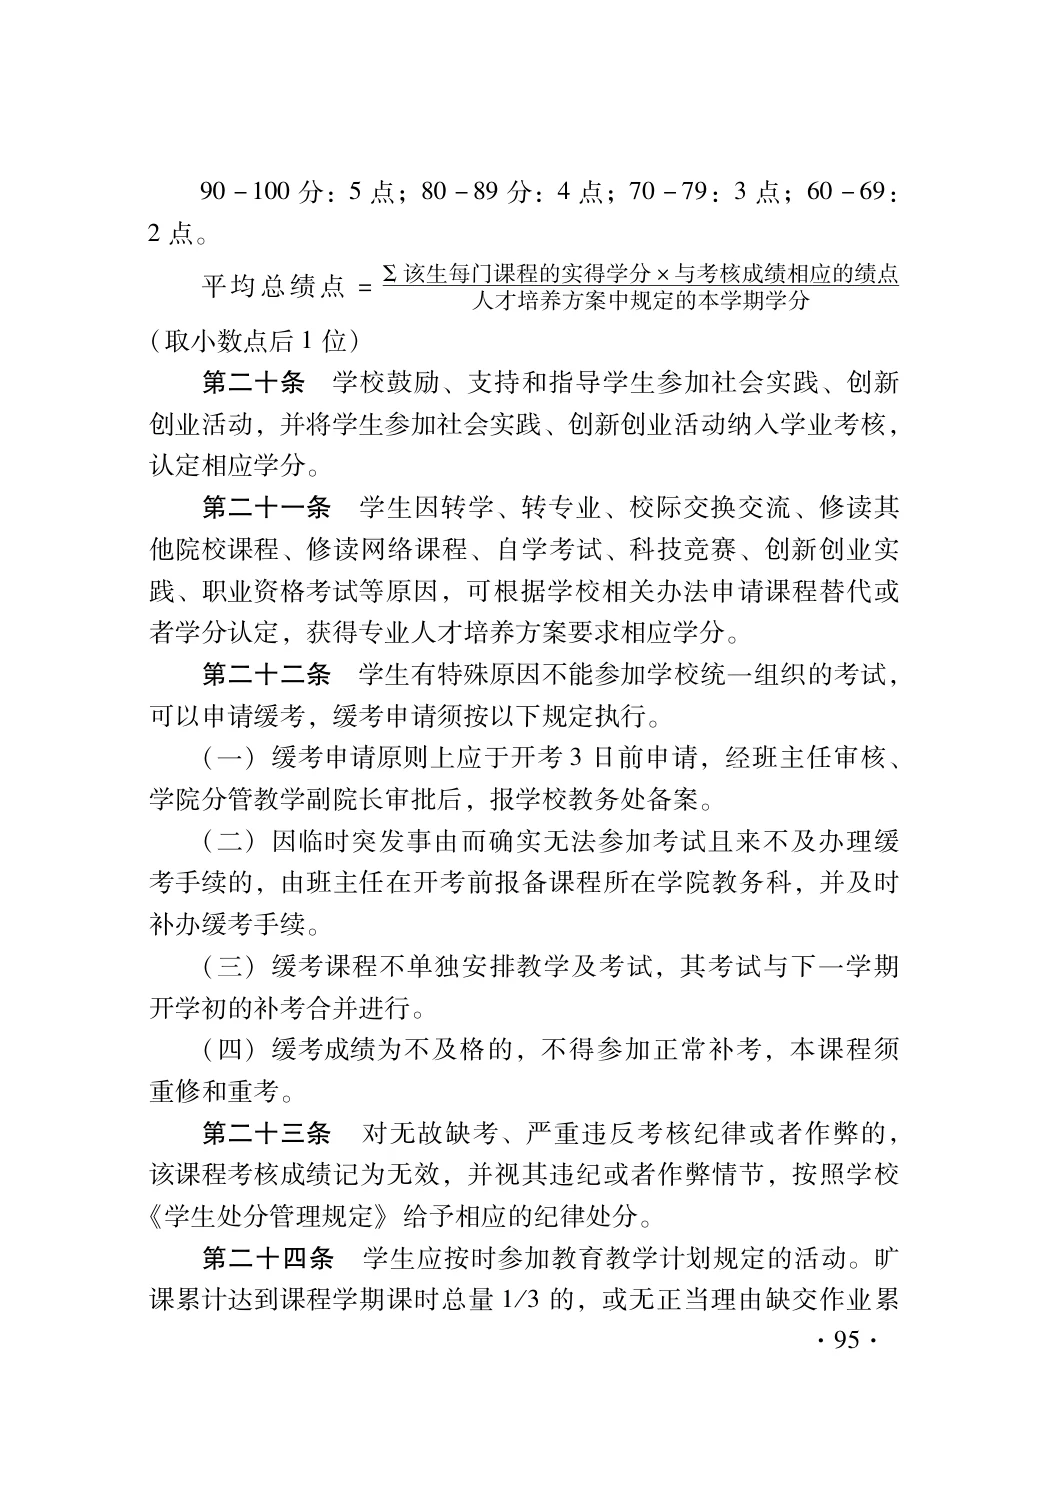 90－100 分：5 点；80－89 分：4 点；70－79：3 点；60－69：
2 点。
平均总绩点 = ∑该生每门课程的实得学分×与考核成绩相应的绩点
人才培养方案中规定的本学期学分
（取小数点后 1 位）
第二十条　学校鼓励、支持和指导学生参加社会实践、创新
创业活动，并将学生参加社会实践、创新创业活动纳入学业考核，
认定相应学分。
第二十一条　学生因转学、转专业、校际交换交流、修读其
他院校课程、修读网络课程、自学考试、科技竞赛、创新创业实
践、职业资格考试等原因，可根据学校相关办法申请课程替代或
者学分认定，获得专业人才培养方案要求相应学分。
第二十二条　学生有特殊原因不能参加学校统一组织的考试，
可以申请缓考，缓考申请须按以下规定执行。
（一）缓考申请原则上应于开考 3 日前申请，经班主任审核、
学院分管教学副院长审批后，报学校教务处备案。
（二）因临时突发事由而确实无法参加考试且来不及办理缓
考手续的，由班主任在开考前报备课程所在学院教务科，并及时
补办缓考手续。
（三）缓考课程不单独安排教学及考试，其考试与下一学期
开学初的补考合并进行。
（四）缓考成绩为不及格的，不得参加正常补考，本课程须
重修和重考。
第二十三条　对无故缺考、严重违反考核纪律或者作弊的，
该课程考核成绩记为无效，并视其违纪或者作弊情节，按照学校
《学生处分管理规定》给予相应的纪律处分。
第二十四条　学生应按时参加教育教学计划规定的活动。旷
课累计达到课程学期课时总量 1/3 的，或无正当理由缺交作业累
·95·